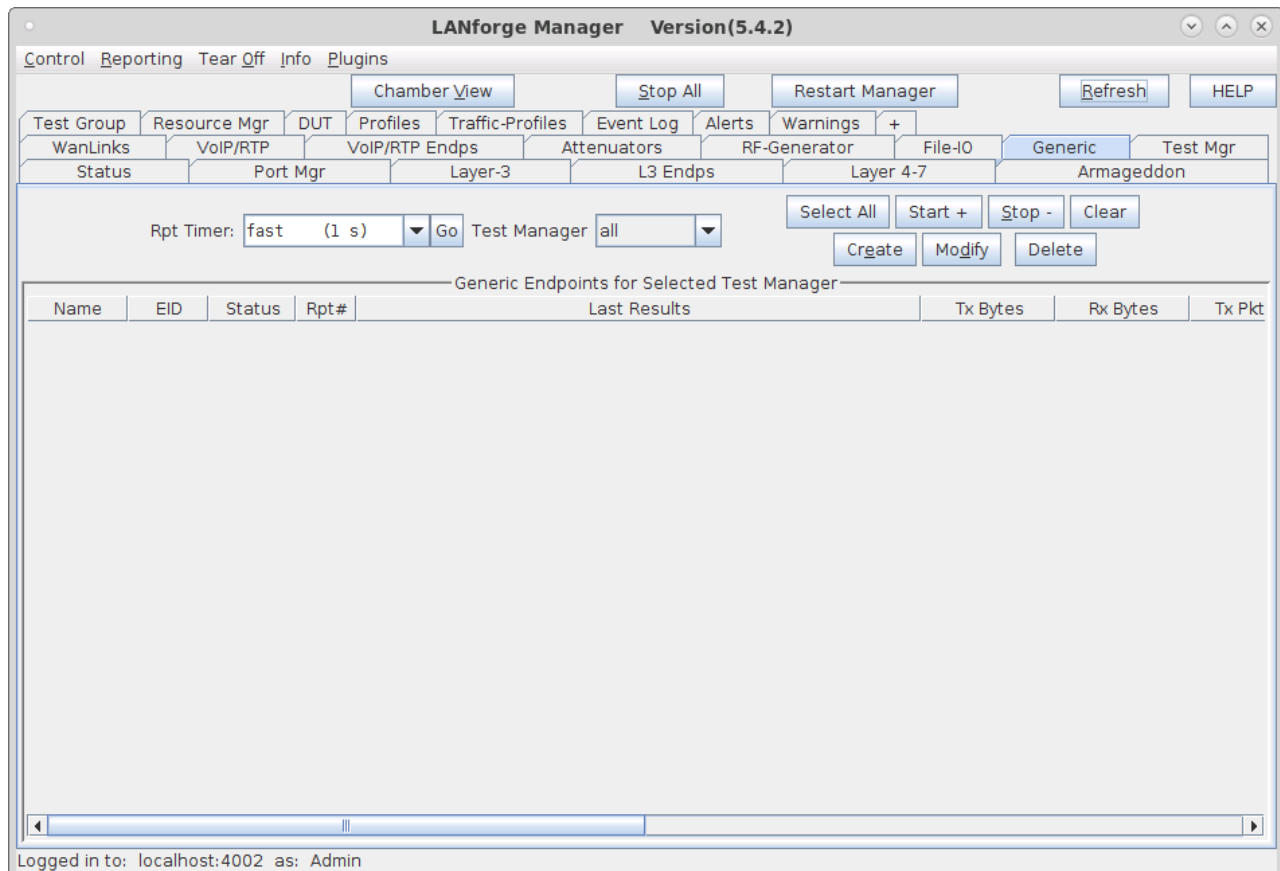 LANforge Manager Version(5.4.2)
Control Reporting Tear Off Info Plugins
Chamber View Stop All Restart Manager Refresh HELP
Test Group Resource Mgr DUT Profiles Traffic-Profiles Event Log Alerts Warnings +
WanLinks VoIP/RTP VoIP/RTP Endps Attenuators RF-Generator File-IO Generic Test Mgr
Status Port Mgr Layer-3 L3 Endps Layer 4-7 Armageddon
Select All Start + Stop - Clear
Rpt Timer: fast (1 s) Go Test Manager all
Create Modify Delete
Generic Endpoints for Selected Test Manager
Name EID Status Rpt# Last Results Tx Bytes Rx Bytes Tx Pkt
Logged in to: localhost:4002 as: Admin